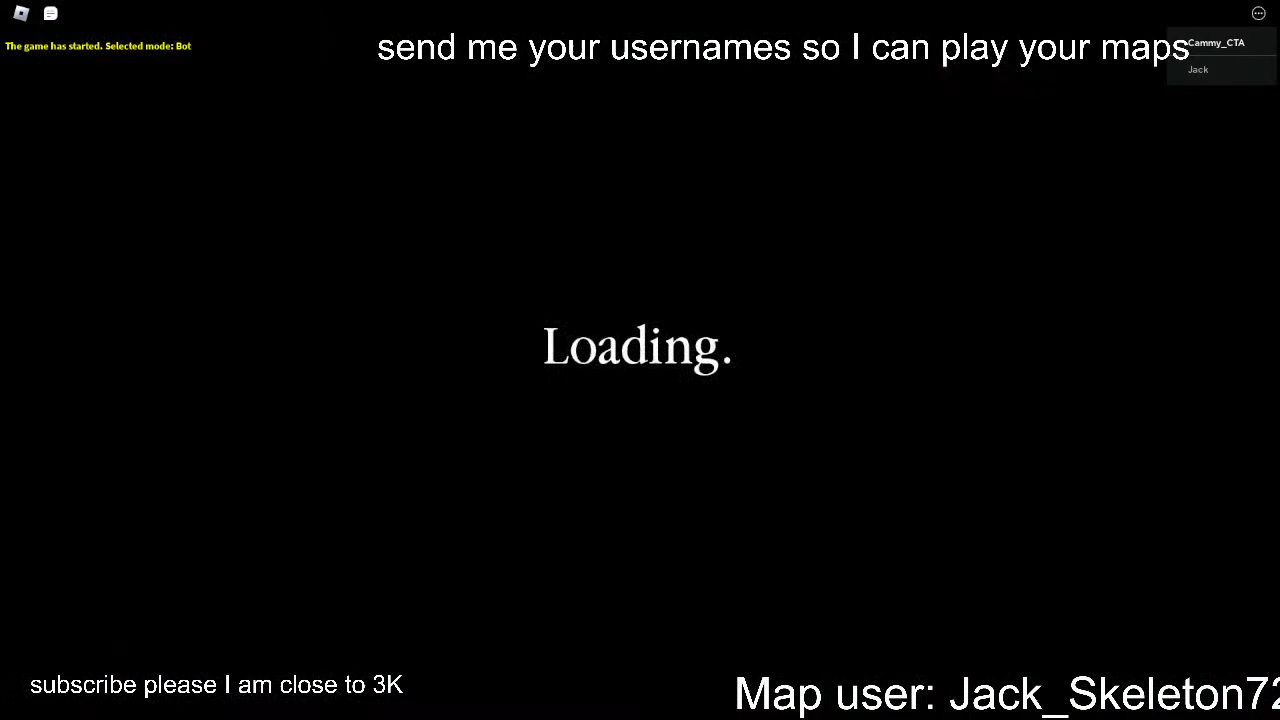 The game has started. Selected mode: Bot
send me your usernames so I can play your maps
Cammy_CTA
Jack
Loading.
subscribe please I am close to 3K
Map user: Jack_Skeleton72